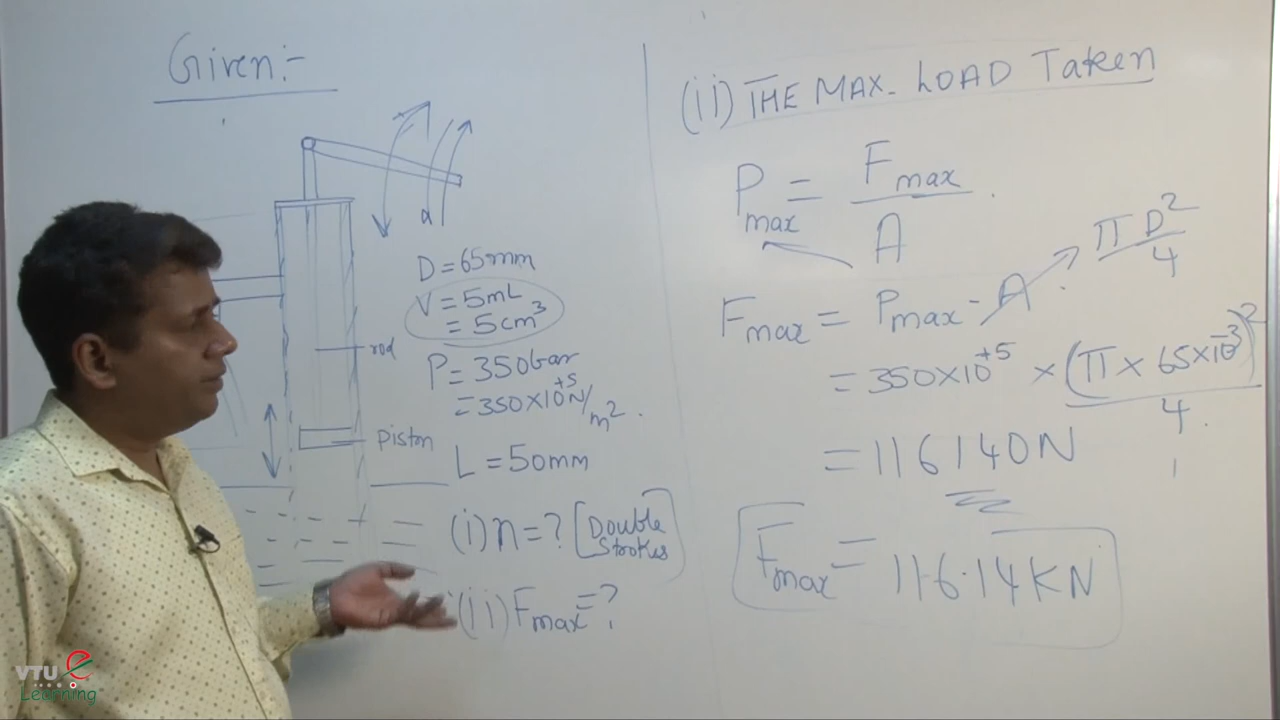 Given:-
α
D = 65mm
V = 5mL
= 5cm³
P = 350bar
= 350×10⁺⁵N/m².
rod
piston
L = 50mm
(i) n = ? [Double Strokes]
(ii) Fmax = ?
(ii) THE MAX. LOAD Taken
Pmax = Fmax / A .
Fmax = Pmax - A . πD² / 4
= 350×10⁺⁵ × (π × 65×10⁻³)² / 4 .
= 116140N
Fmax = 116.14KN
VTU e
Learning